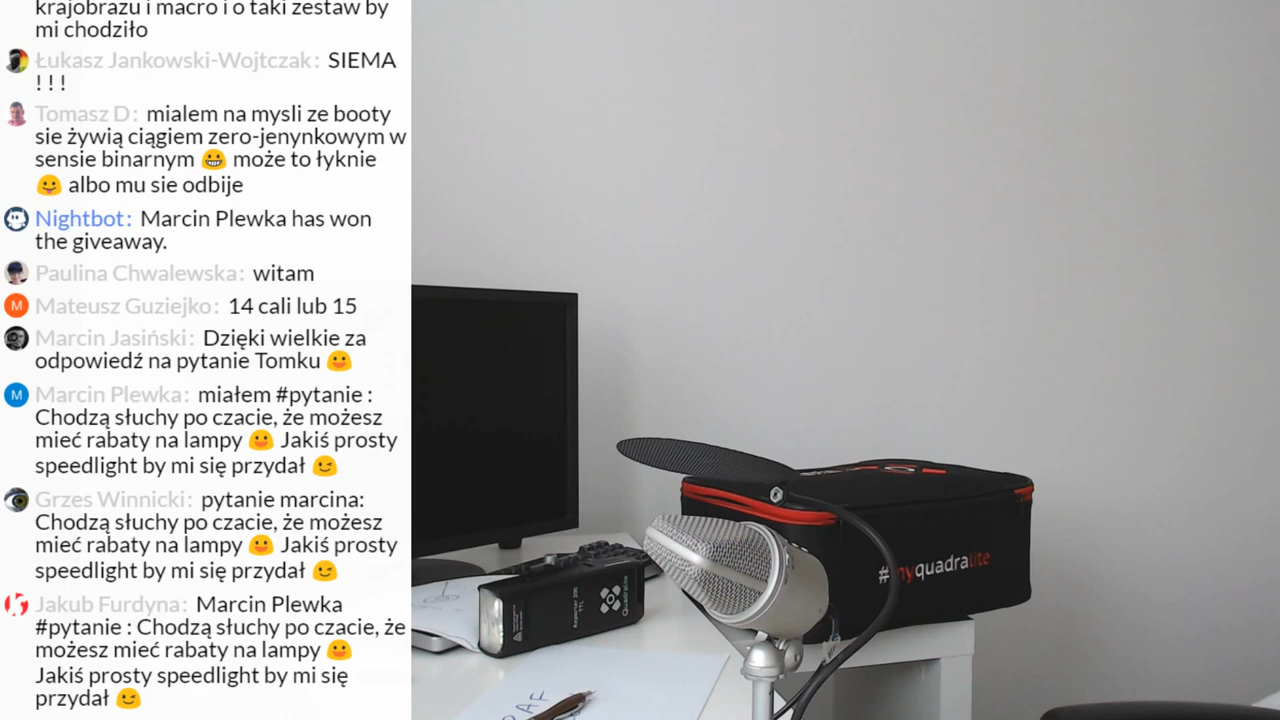 krajobrazu i macro i o taki zestaw by
mi chodziło
Łukasz Jankowski-Wojtczak: SIEMA
! ! !
Tomasz D: mialem na mysli ze booty
sie żywią ciągiem zero-jenynkowym w
sensie binarnym 😀 może to łyknie
😛 albo mu sie odbije
Nightbot: Marcin Plewka has won
the giveaway.
Paulina Chwalewska: witam
M Mateusz Guziejko: 14 cali lub 15
Marcin Jasiński: Dzięki wielkie za
odpowiedź na pytanie Tomku 😃
M Marcin Plewka: miałem #pytanie :
Chodzą słuchy po czacie, że możesz
mieć rabaty na lampy 😃 Jakiś prosty
speedlight by mi się przydał 😉
Grzes Winnicki: pytanie marcina:
Chodzą słuchy po czacie, że możesz
mieć rabaty na lampy 😃 Jakiś prosty
speedlight by mi się przydał 😉
Jakub Furdyna: Marcin Plewka
#pytanie : Chodzą słuchy po czacie, że
możesz mieć rabaty na lampy 😃
Jakiś prosty speedlight by mi się
przydał 😉
#myquadralite
Reporter 200
TTL
Quadralite